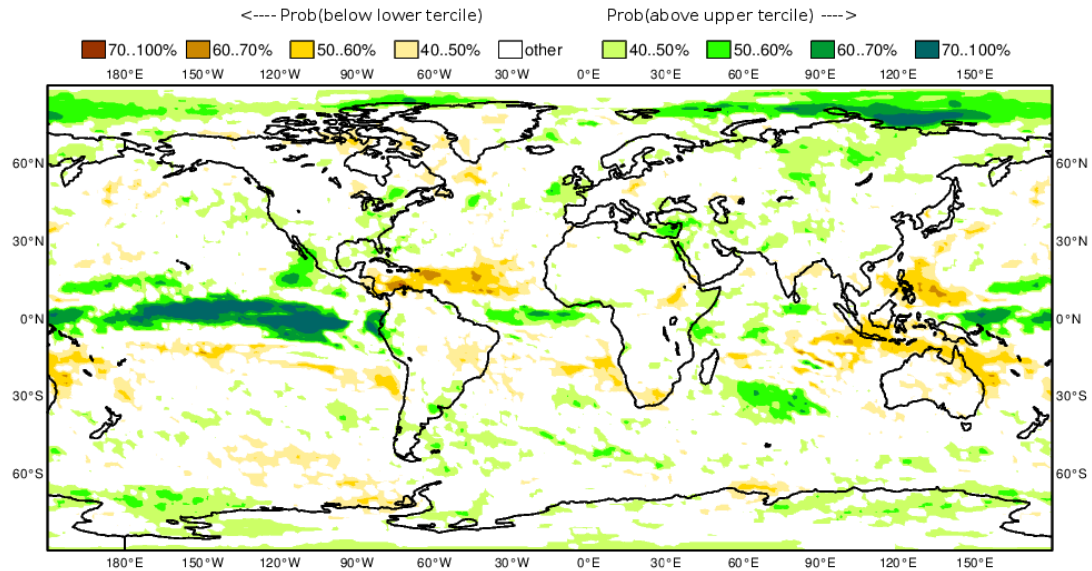 <---- Prob(below lower tercile) Prob(above upper tercile) ---->
70..100% 60..70% 50..60% 40..50% other 40..50% 50..60% 60..70% 70..100%
180°E 150°W 120°W 90°W 60°W 30°W 0°E 30°E 60°E 90°E 120°E 150°E
60°N 60°N
30°N 30°N
0°N 0°N
30°S 30°S
60°S 60°S
180°E 150°W 120°W 90°W 60°W 30°W 0°E 30°E 60°E 90°E 120°E 150°E